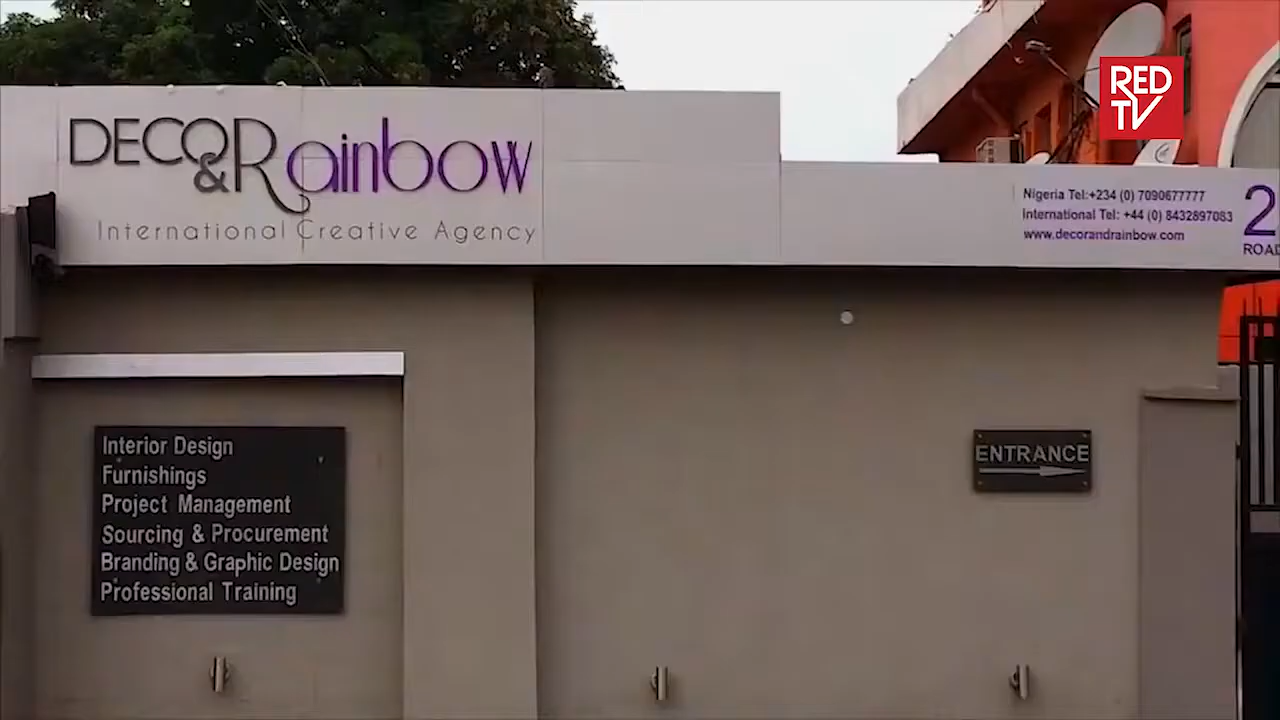 DECO&Rainbow
International Creative Agency
RED
TV
Nigeria Tel:+234 (0) 7090677777
International Tel: +44 (0) 8432897083
www.decorandrainbow.com
2
ROAD
Interior Design
Furnishings
Project Management
Sourcing & Procurement
Branding & Graphic Design
Professional Training
ENTRANCE